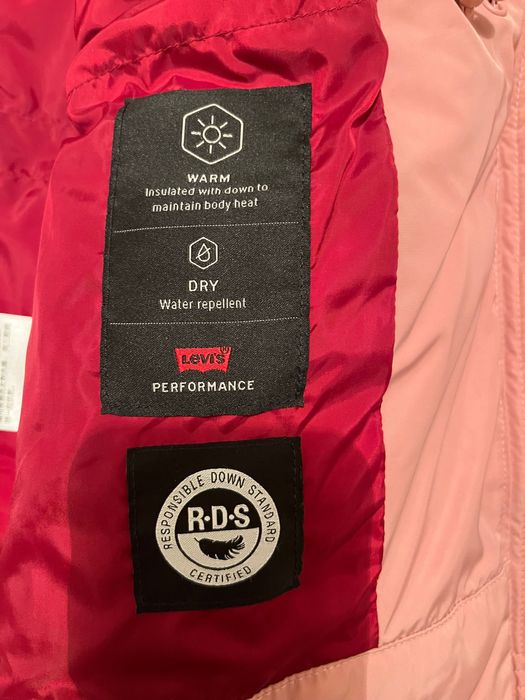 WARM
Insulated with down to
maintain body heat
DRY
Water repellent
Levi's®
PERFORMANCE
RESPONSIBLE DOWN STANDARD
R·D·S
CERTIFIED